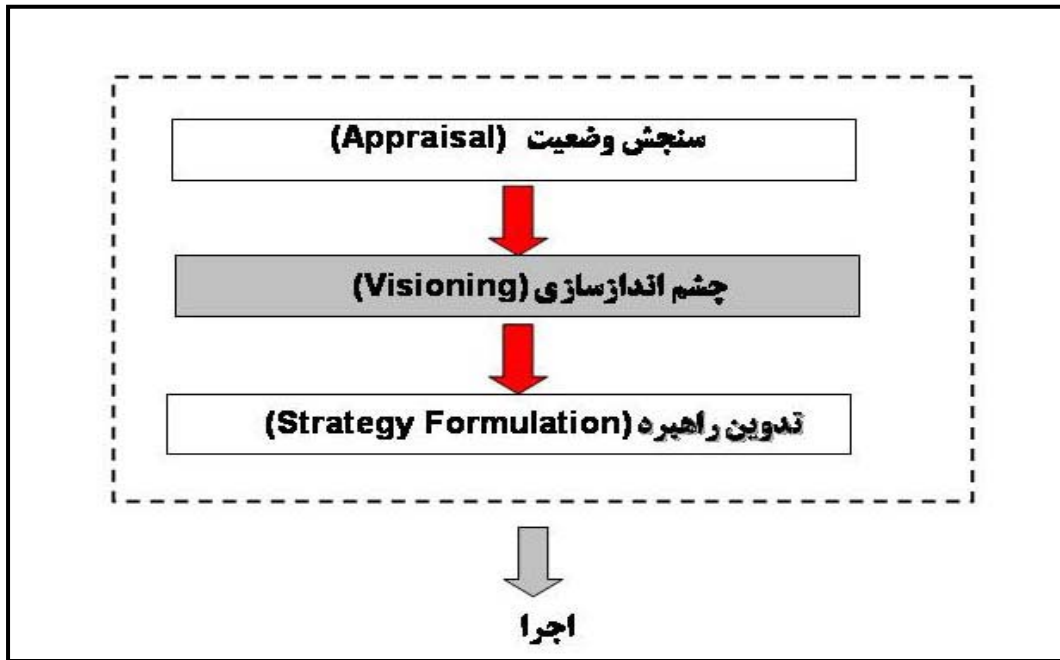 سنجش وضعیت (Appraisal)
چشم اندازسازی (Visioning)
تدوین راهبرد (Strategy Formulation)
اجرا